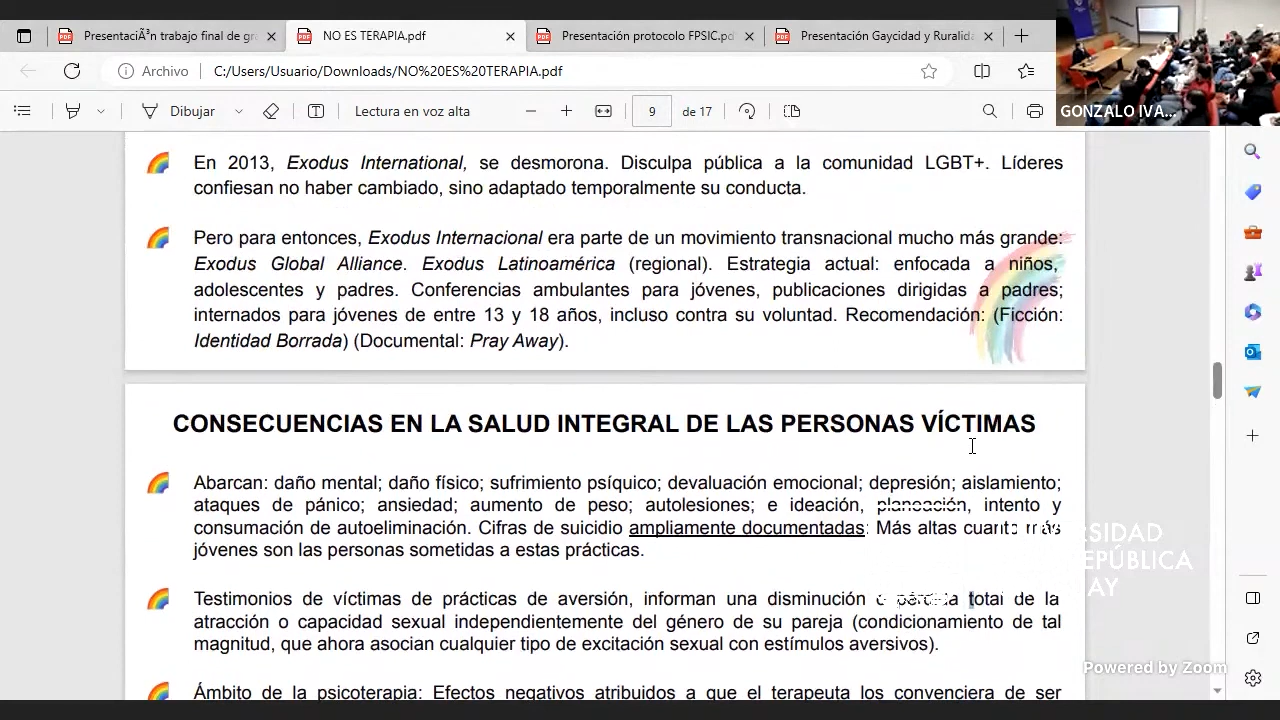 PresentaciÃ³n trabajo final de gr
NO ES TERAPIA.pdf
Presentación protocolo FPSIC.pd
Presentación Gaycidad y Ruralida
Archivo
C:/Users/Usuario/Downloads/NO%20ES%20TERAPIA.pdf
Dibujar
Lectura en voz alt...
9
de 17
GONZALO IVA...
En 2013, Exodus International, se desmorona. Disculpa pública a la comunidad LGBT+. Líderes
confiesan no haber cambiado, sino adaptado temporalmente su conducta.
Pero para entonces, Exodus Internacional era parte de un movimiento transnacional mucho más grande:
Exodus Global Alliance. Exodus Latinoamérica (regional). Estrategia actual: enfocada a niños,
adolescentes y padres. Conferencias ambulantes para jóvenes, publicaciones dirigidas a padres;
internados para jóvenes de entre 13 y 18 años, incluso contra su voluntad. Recomendación: (Ficción:
Identidad Borrada) (Documental: Pray Away).
CONSECUENCIAS EN LA SALUD INTEGRAL DE LAS PERSONAS VÍCTIMAS
Abarcan: daño mental; daño físico; sufrimiento psíquico; devaluación emocional; depresión; aislamiento;
ataques de pánico; ansiedad; aumento de peso; autolesiones; e ideación, planeación, intento y
consumación de autoeliminación. Cifras de suicidio ampliamente documentadas. Más altas cuanto más
jóvenes son las personas sometidas a estas prácticas.
Testimonios de víctimas de prácticas de aversión, informan una disminución total de la
atracción o capacidad sexual independientemente del género de su pareja (condicionamiento de tal
magnitud, que ahora asocian cualquier tipo de excitación sexual con estímulos aversivos).
Ámbito de la psicoterapia: Efectos negativos atribuidos a que el terapeuta los convenciera de ser
Powered by Zoom